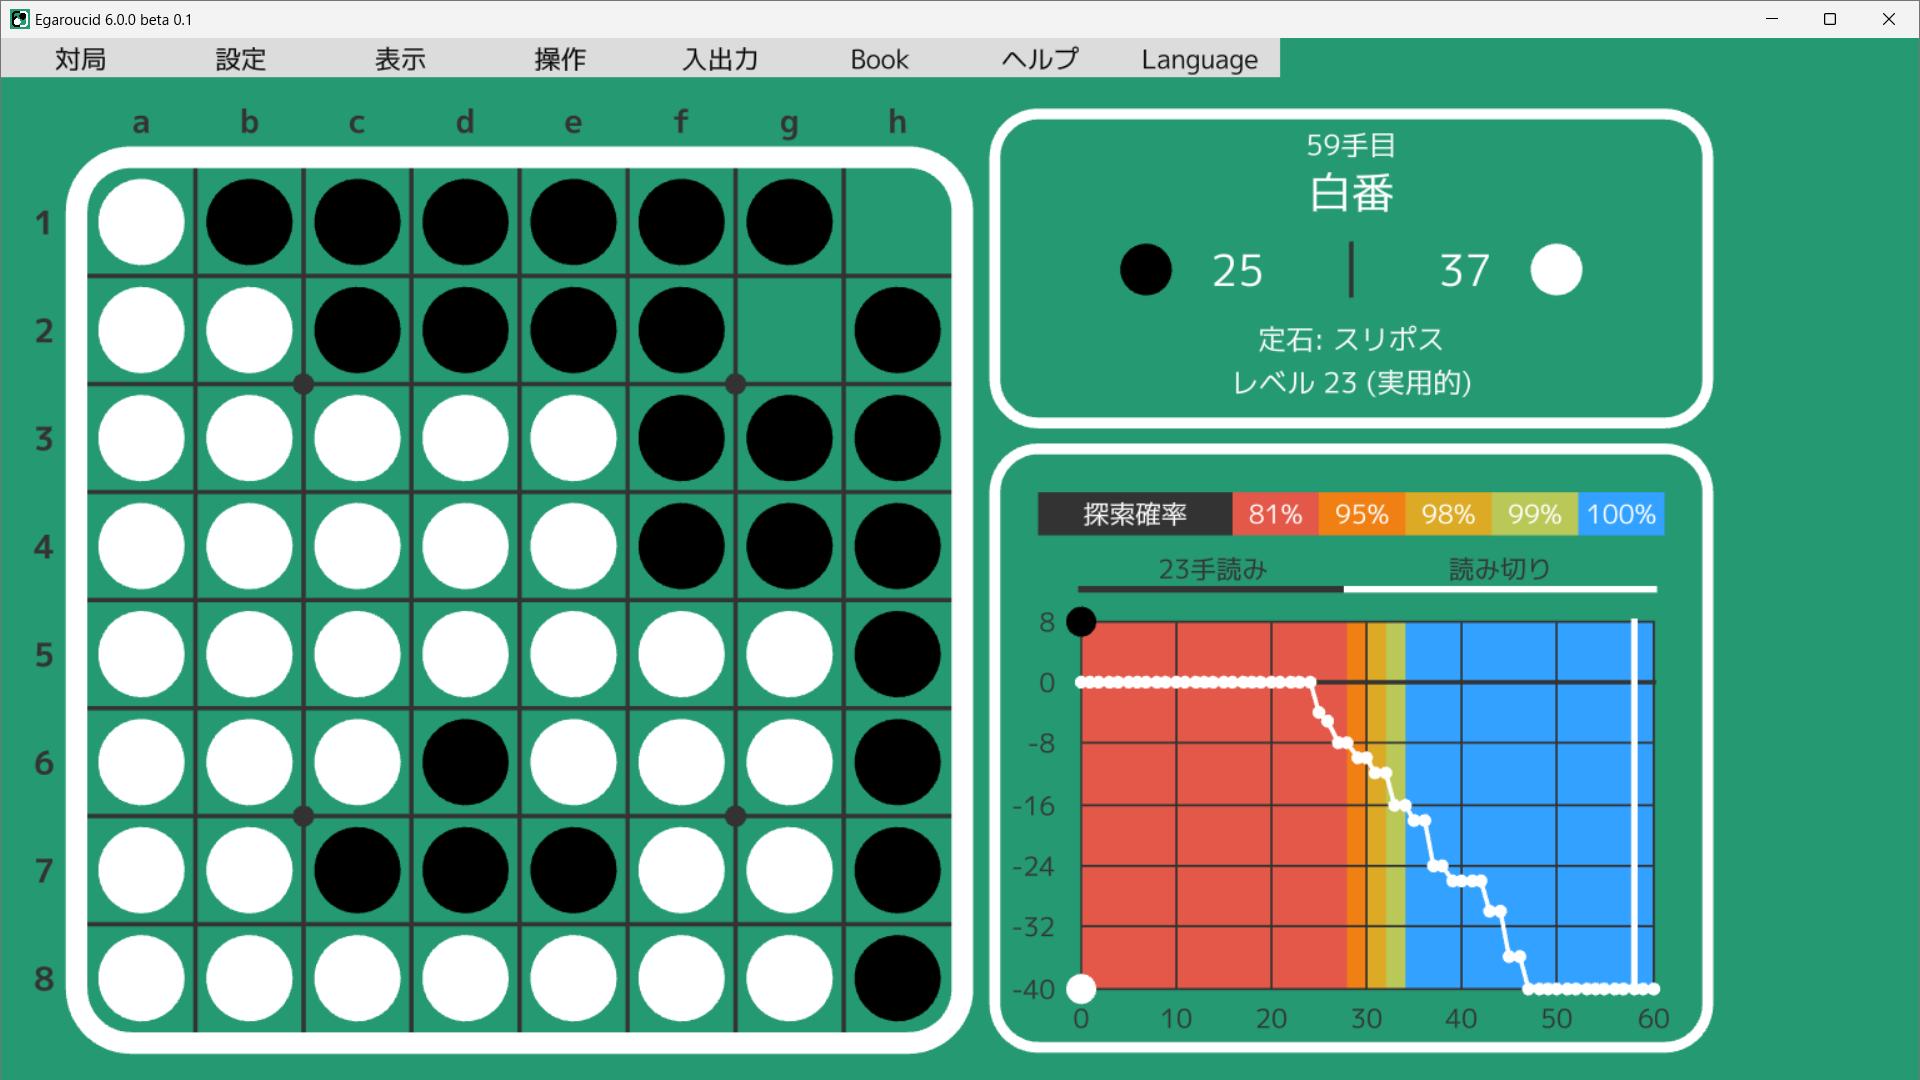 Egaroucid 6.0.0 beta 0.1
対局 設定 表示 操作 入出力 Book ヘルプ Language
a b c d e f g h
1
2
3
4
5
6
7
8
59手目
白番
25 37
定石: スリポス
レベル 23 (実用的)
探索確率 81% 95% 98% 99% 100%
23手読み 読み切り
8
0
-8
-16
-24
-32
-40
0 10 20 30 40 50 60